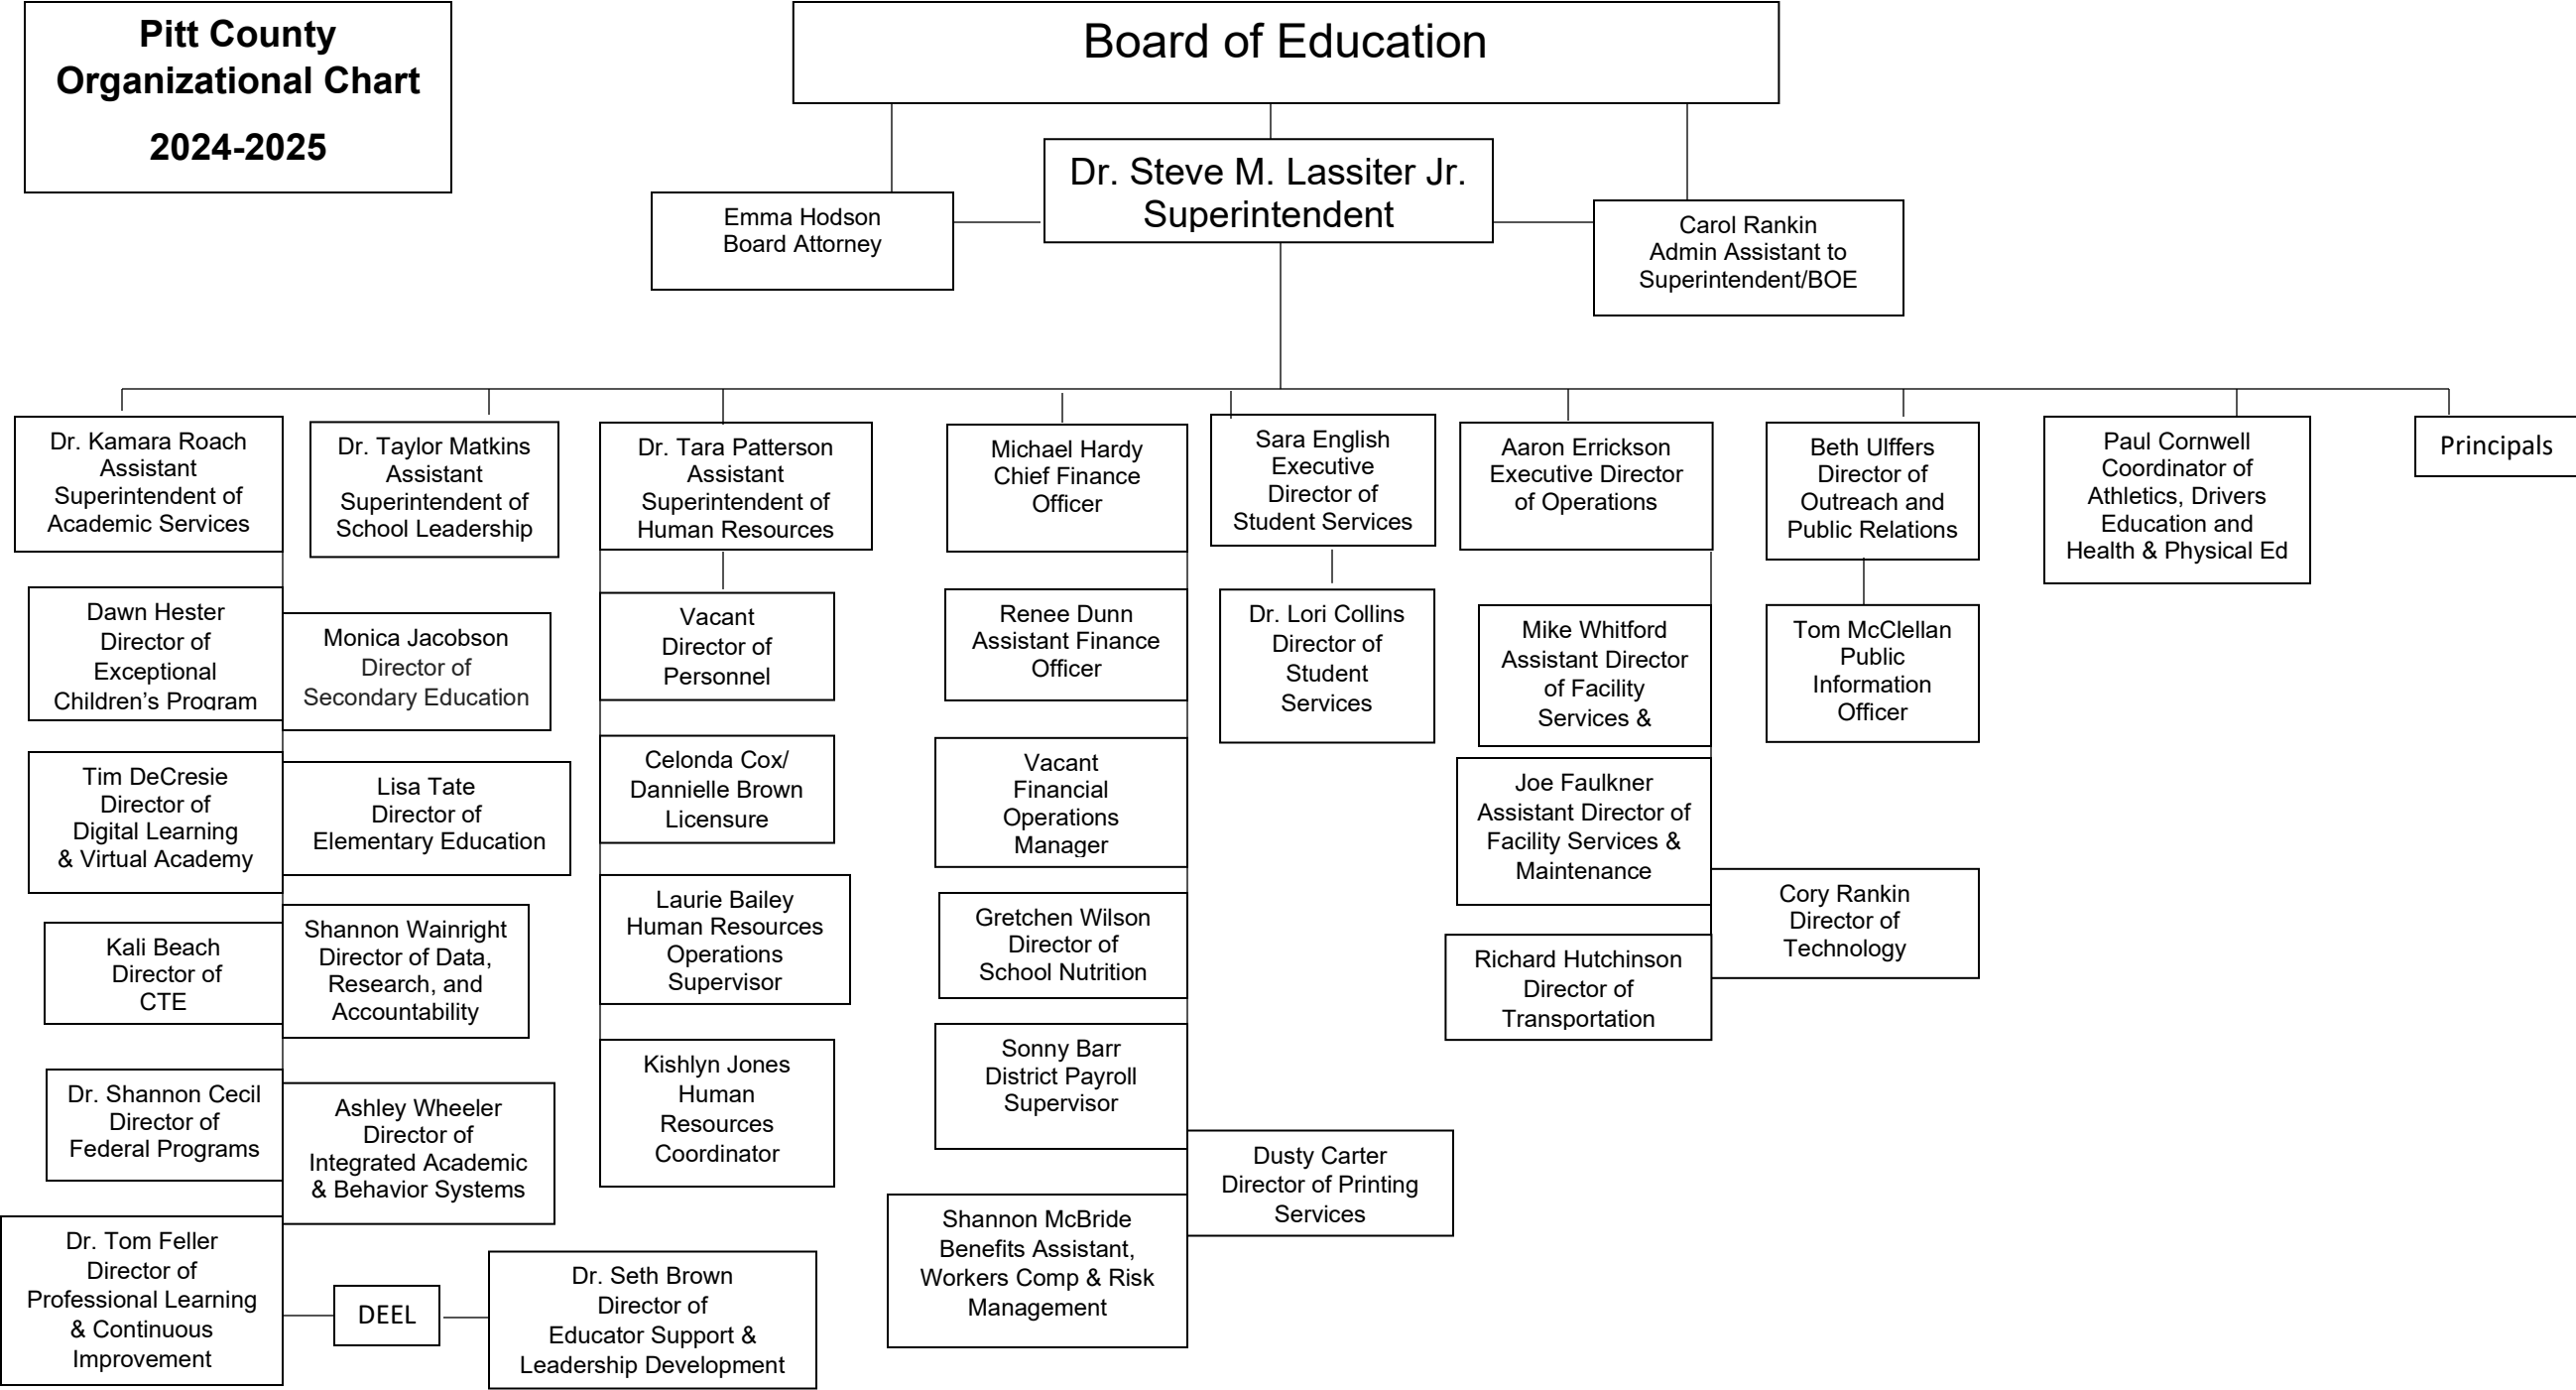 Pitt County
Organizational Chart
2024-2025
Board of Education
Dr. Steve M. Lassiter Jr.
Superintendent
Emma Hodson
Board Attorney
Carol Rankin
Admin Assistant to
Superintendent/BOE
Dr. Kamara Roach
Assistant
Superintendent of
Academic Services
Dr. Taylor Matkins
Assistant
Superintendent of
School Leadership
Dr. Tara Patterson
Assistant
Superintendent of
Human Resources
Michael Hardy
Chief Finance
Officer
Sara English
Executive
Director of
Student Services
Aaron Errickson
Executive Director
of Operations
Beth Ulffers
Director of
Outreach and
Public Relations
Paul Cornwell
Coordinator of
Athletics, Drivers
Education and
Health & Physical Ed
Principals
Dawn Hester
Director of
Exceptional
Children’s Program
Monica Jacobson
Director of
Secondary Education
Vacant
Director of
Personnel
Renee Dunn
Assistant Finance
Officer
Dr. Lori Collins
Director of
Student
Services
Mike Whitford
Assistant Director
of Facility
Services &
Tom McClellan
Public
Information
Officer
Tim DeCresie
Director of
Digital Learning
& Virtual Academy
Lisa Tate
Director of
Elementary Education
Celonda Cox/
Dannielle Brown
Licensure
Vacant
Financial
Operations
Manager
Joe Faulkner
Assistant Director of
Facility Services &
Maintenance
Cory Rankin
Director of
Technology
Kali Beach
Director of
CTE
Shannon Wainright
Director of Data,
Research, and
Accountability
Laurie Bailey
Human Resources
Operations
Supervisor
Gretchen Wilson
Director of
School Nutrition
Richard Hutchinson
Director of
Transportation
Dr. Shannon Cecil
Director of
Federal Programs
Ashley Wheeler
Director of
Integrated Academic
& Behavior Systems
Kishlyn Jones
Human
Resources
Coordinator
Sonny Barr
District Payroll
Supervisor
Dusty Carter
Director of Printing
Services
Dr. Tom Feller
Director of
Professional Learning
& Continuous
Improvement
DEEL
Dr. Seth Brown
Director of
Educator Support &
Leadership Development
Shannon McBride
Benefits Assistant,
Workers Comp & Risk
Management